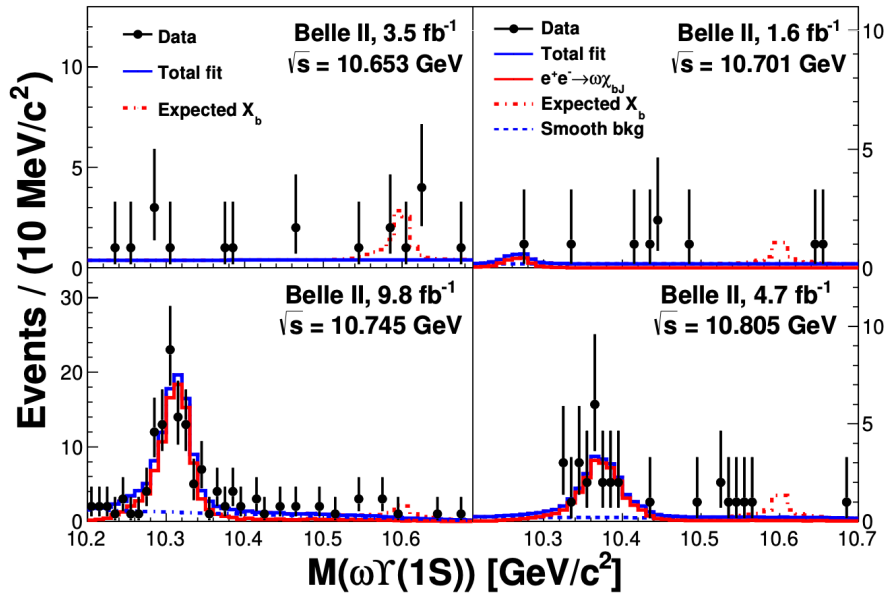 Events / (10 MeV/c²)
Belle II, 3.5 fb⁻¹
√s = 10.653 GeV
Data
Total fit
Expected X_b
10
5
0
Belle II, 1.6 fb⁻¹
√s = 10.701 GeV
Data
Total fit
e⁺e⁻→ωχ_bJ
Expected X_b
Smooth bkg
10
5
0
Belle II, 9.8 fb⁻¹
√s = 10.745 GeV
30
20
10
0
10.2 10.3 10.4 10.5 10.6
Belle II, 4.7 fb⁻¹
√s = 10.805 GeV
10
5
0
10.3 10.4 10.5 10.6 10.7
M(ωϒ(1S)) [GeV/c²]